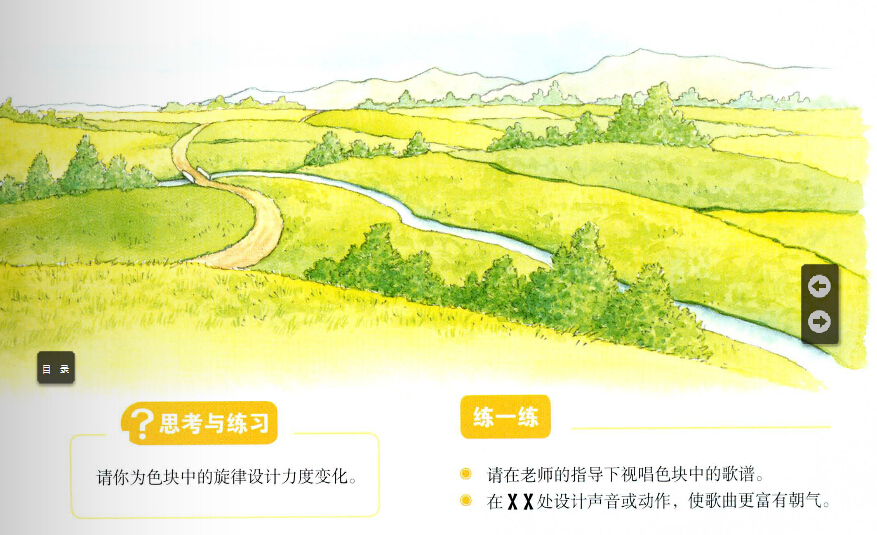 目 录
?思考与练习
请你为色块中的旋律设计力度变化。
练一练
请在老师的指导下视唱色块中的歌谱。
在 X X 处设计声音或动作，使歌曲更富有朝气。